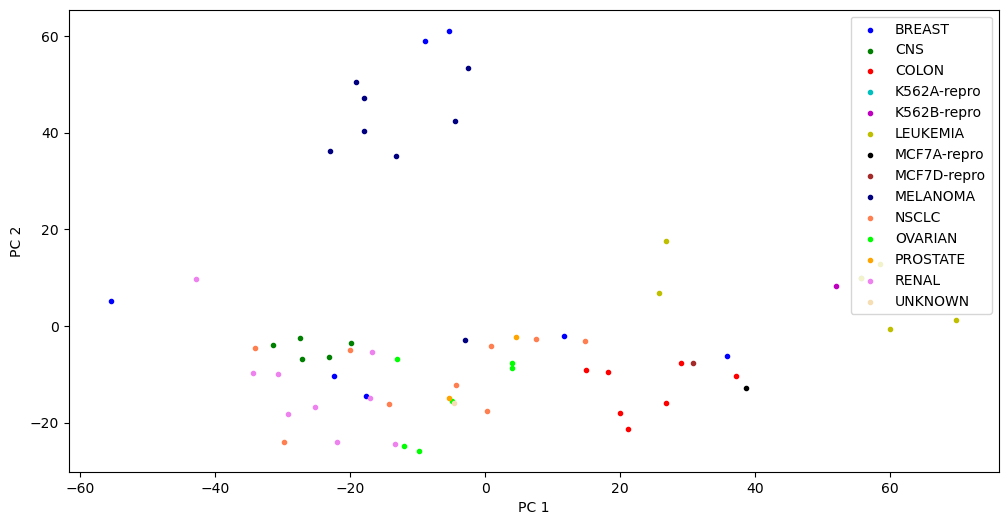 60
40
20
0
−20
−60
−40
−20
0
20
40
60
PC 2
PC 1
BREAST
CNS
COLON
K562A-repro
K562B-repro
LEUKEMIA
MCF7A-repro
MCF7D-repro
MELANOMA
NSCLC
OVARIAN
PROSTATE
RENAL
UNKNOWN